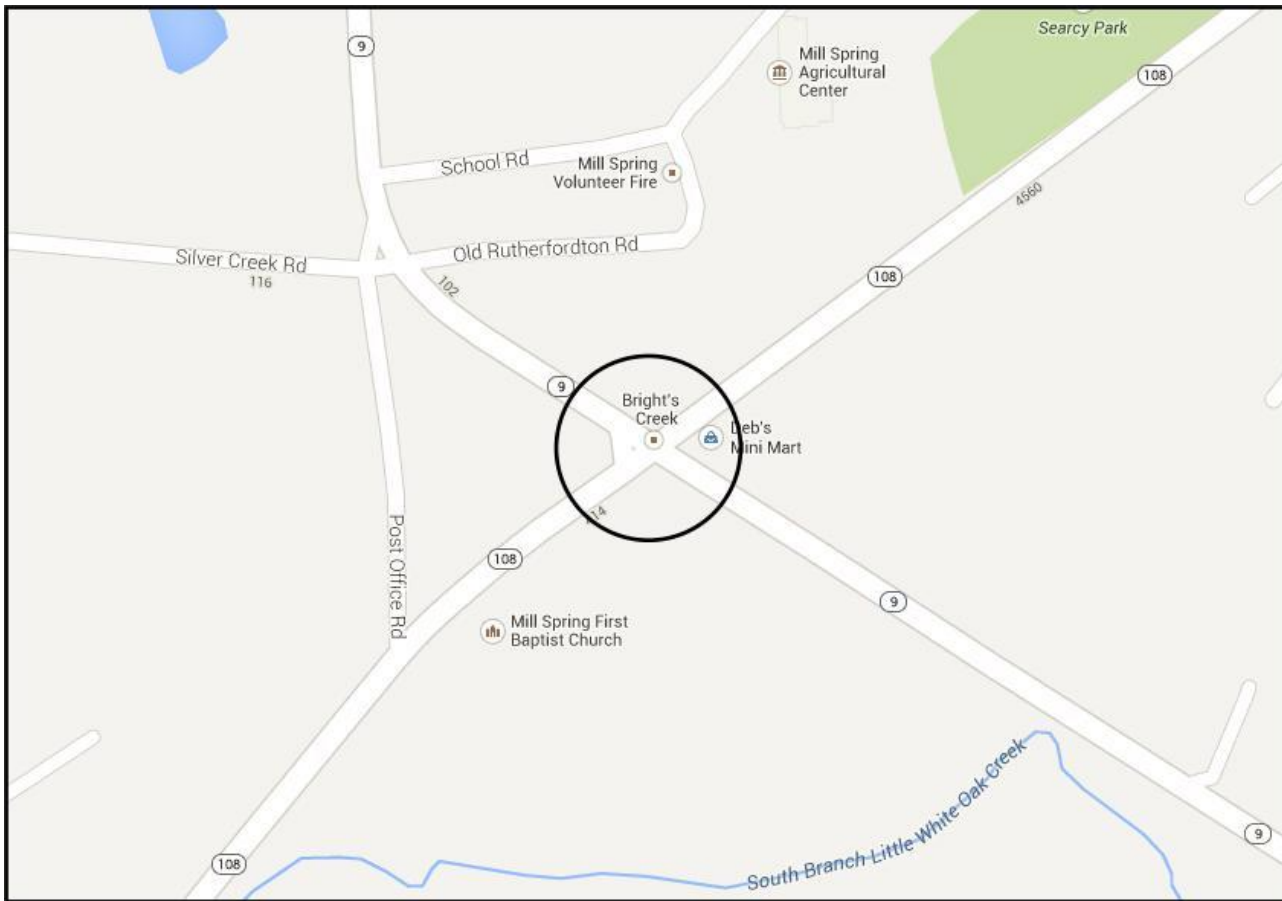 Searcy Park
9
Mill Spring
Agricultural
Center
108
School Rd
Mill Spring
Volunteer Fire
4560
Old Rutherfordton Rd
Silver Creek Rd
116
102
108
9
Bright's
Creek
Deb's
Mini Mart
114
Post Office Rd
108
9
Mill Spring First
Baptist Church
South Branch Little White Oak Creek
9
108